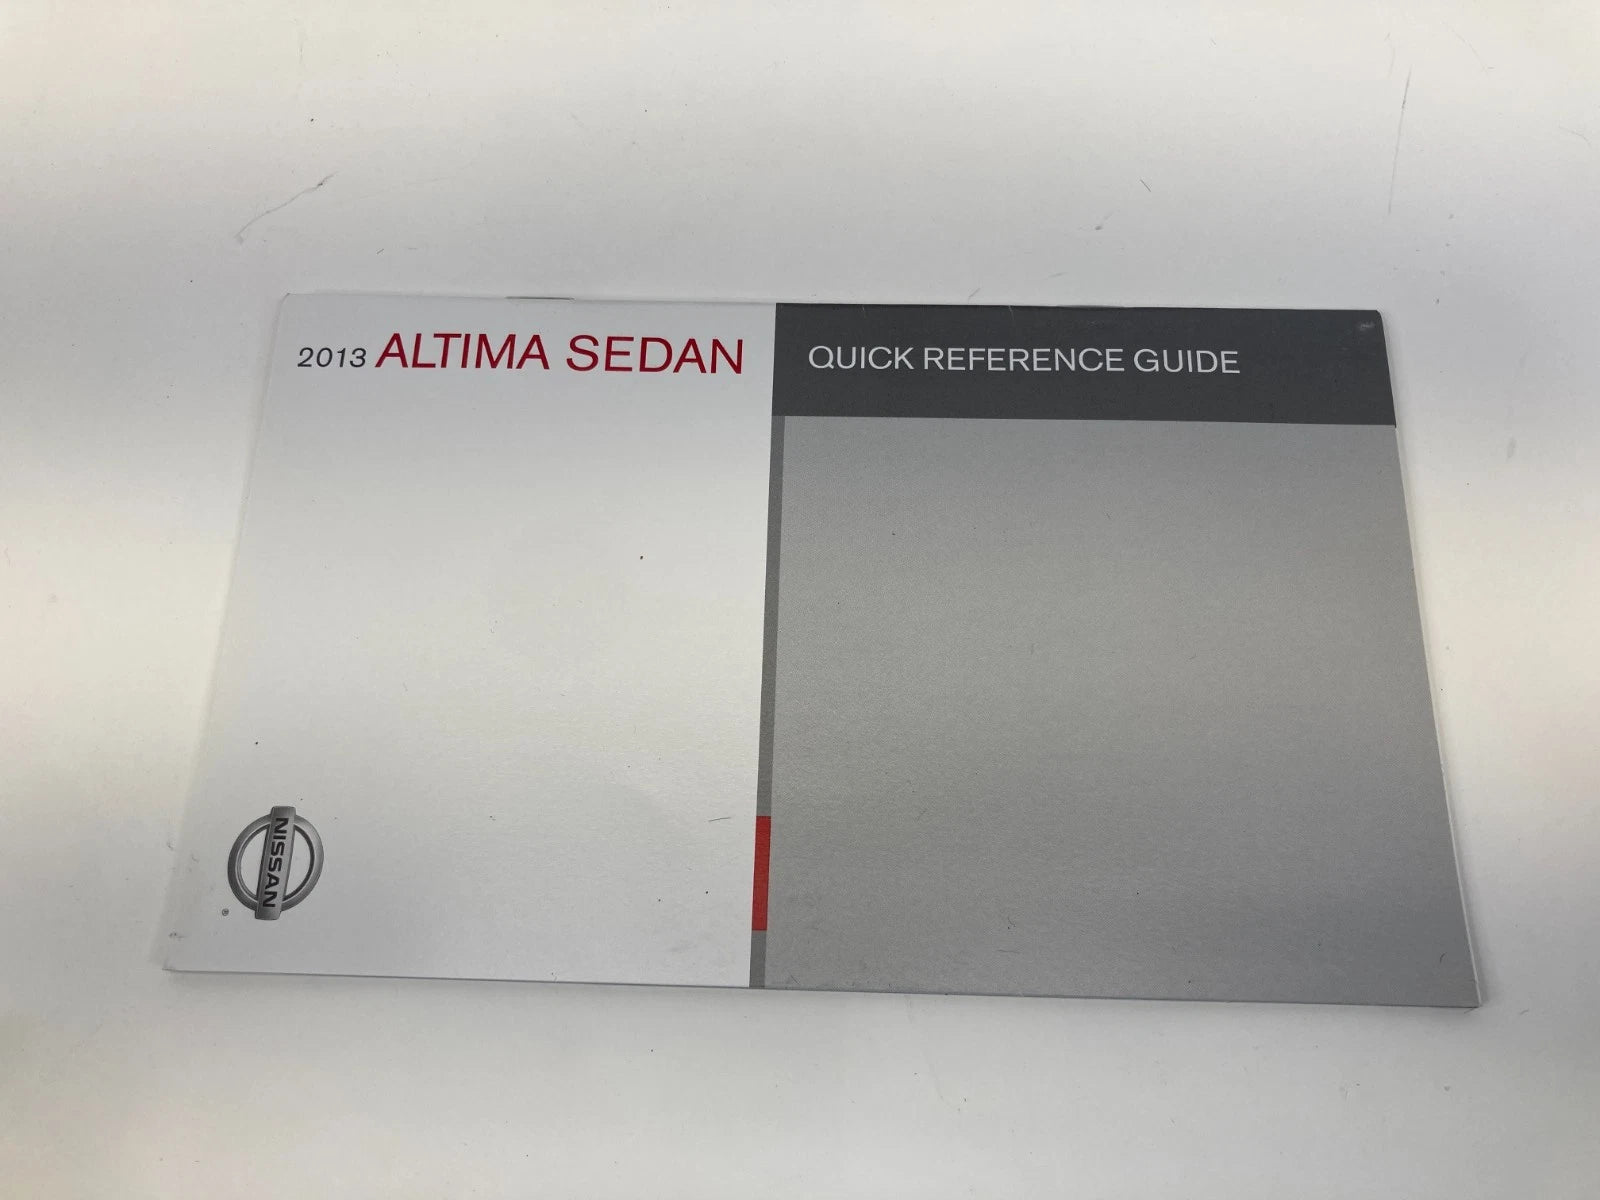 2013 ALTIMA SEDAN
QUICK REFERENCE GUIDE
NISSAN
®